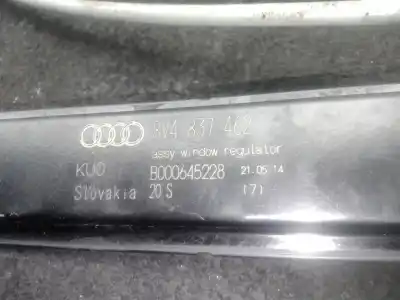 8V4 837 462
assy window regulator
KUO B000645228 21.05.14
Slovakia 20 S (7)